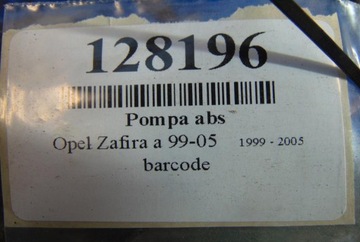 128196
Pompa abs
Opel Zafira a 99-05 1999 - 2005
barcode